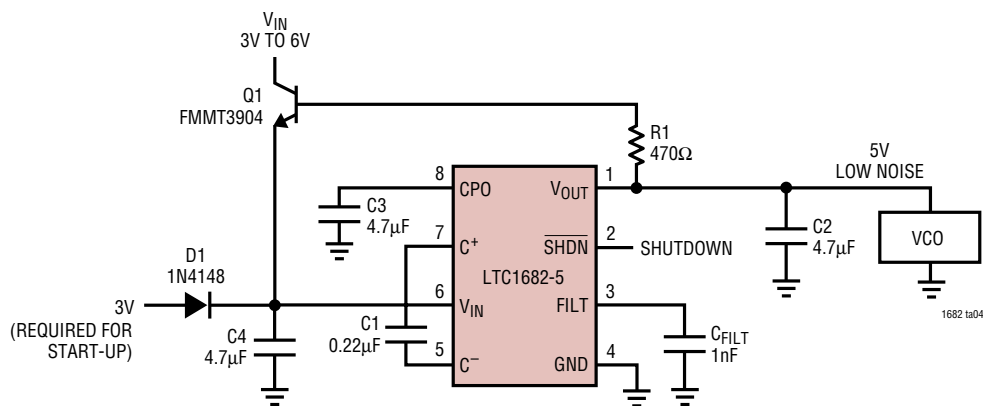 VIN
3V TO 6V
Q1
FMMT3904
R1
470Ω
5V
LOW NOISE
8
CPO
VOUT
1
C3
4.7µF
7
C+
SHDN
2
SHUTDOWN
C2
4.7µF
VCO
LTC1682-5
D1
1N4148
3V
(REQUIRED FOR
START-UP)
6
VIN
FILT
3
C4
4.7µF
C1
0.22µF
5
C–
GND
4
CFILT
1nF
1682 ta04